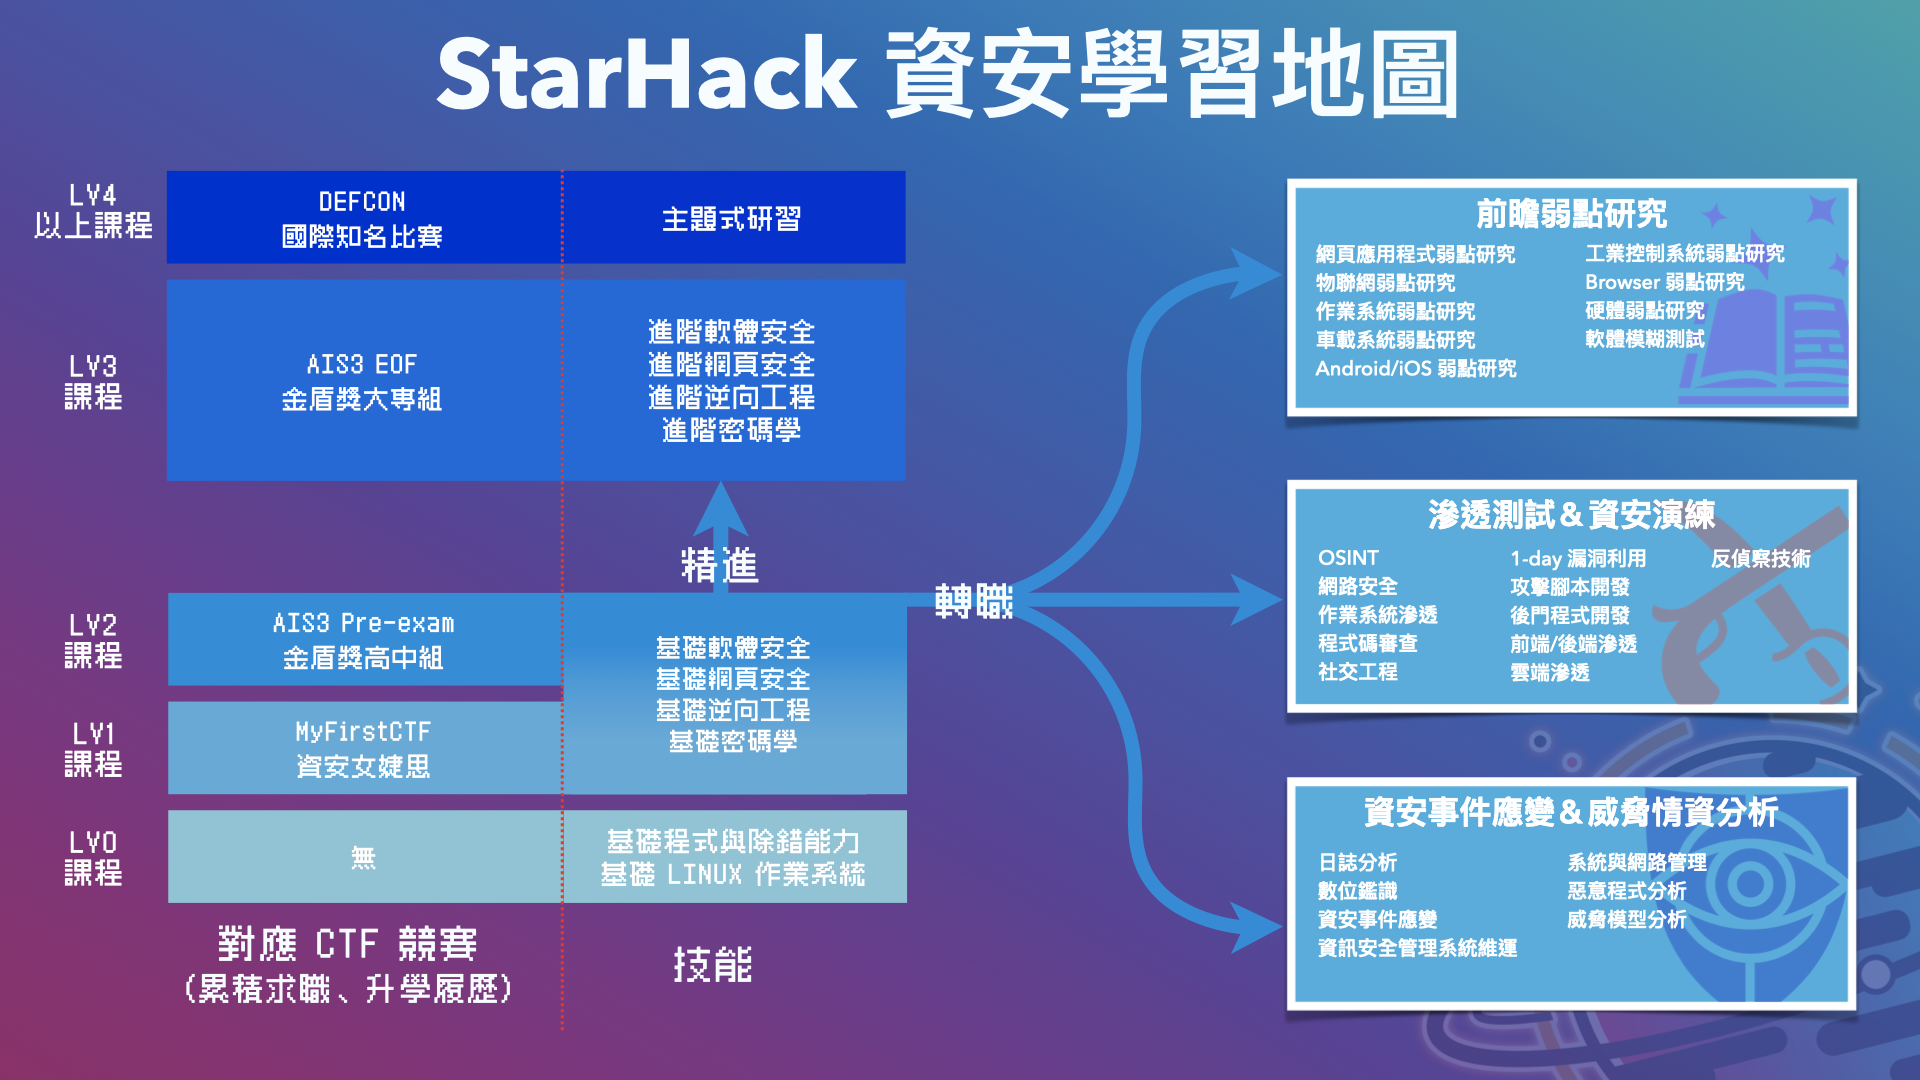 StarHack 資安學習地圖
LV4
以上課程
DEFCON
國際知名比賽
主題式研習
LV3
課程
AIS3 EOF
金盾獎大專組
進階軟體安全
進階網頁安全
進階逆向工程
進階密碼學
精進
LV2
課程
AIS3 Pre-exam
金盾獎高中組
LV1
課程
MyFirstCTF
資安女婕思
基礎軟體安全
基礎網頁安全
基礎逆向工程
基礎密碼學
LV0
課程
無
基礎程式與除錯能力
基礎 LINUX 作業系統
對應 CTF 競賽
(累積求職、升學履歷)
技能
轉職
前瞻弱點研究
網頁應用程式弱點研究
物聯網弱點研究
作業系統弱點研究
車載系統弱點研究
Android/iOS 弱點研究
工業控制系統弱點研究
Browser 弱點研究
硬體弱點研究
軟體模糊測試
滲透測試＆資安演練
OSINT
網路安全
作業系統滲透
程式碼審查
社交工程
1-day 漏洞利用
攻擊腳本開發
後門程式開發
前端/後端滲透
雲端滲透
反偵察技術
資安事件應變＆威脅情資分析
日誌分析
數位鑑識
資安事件應變
資訊安全管理系統維運
系統與網路管理
惡意程式分析
威脅模型分析